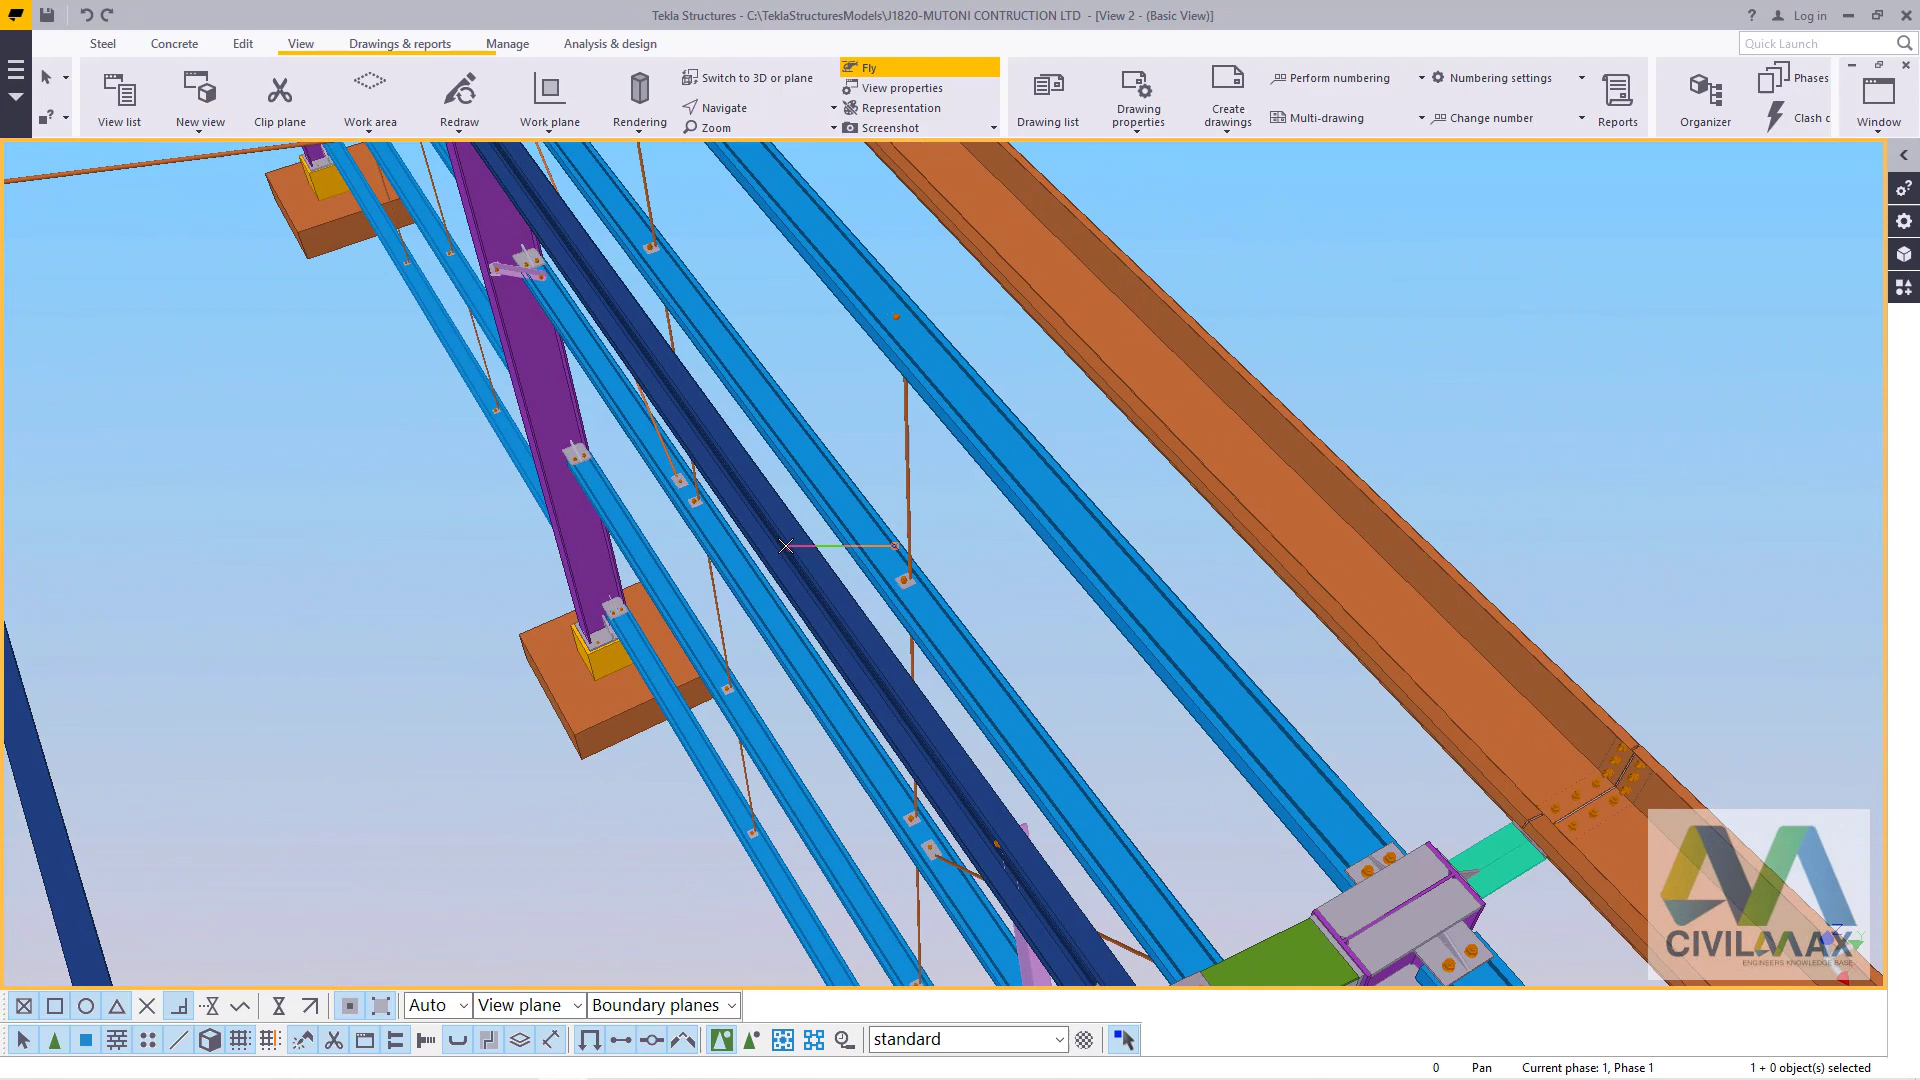 Tekla Structures - C:\TeklaStructuresModels\J1820-MUTONI CONTRUCTION LTD - [View 2 - (Basic View)]
? Log in
Steel Concrete Edit View Drawings & reports Manage Analysis & design
Quick Launch
Switch to 3D or plane
Navigate
Zoom
Fly
View properties
Representation
Screenshot
Perform numbering
Numbering settings
Multi-drawing
Change number
Phases
Clash c
View list
New view
Clip plane
Work area
Redraw
Work plane
Rendering
Drawing list
Drawing properties
Create drawings
Reports
Organizer
Window
CIVILMAX
ENGINEERS KNOWLEDGE BASE
Auto
View plane
Boundary planes
standard
0 Pan Current phase: 1, Phase 1 1 + 0 object(s) selected